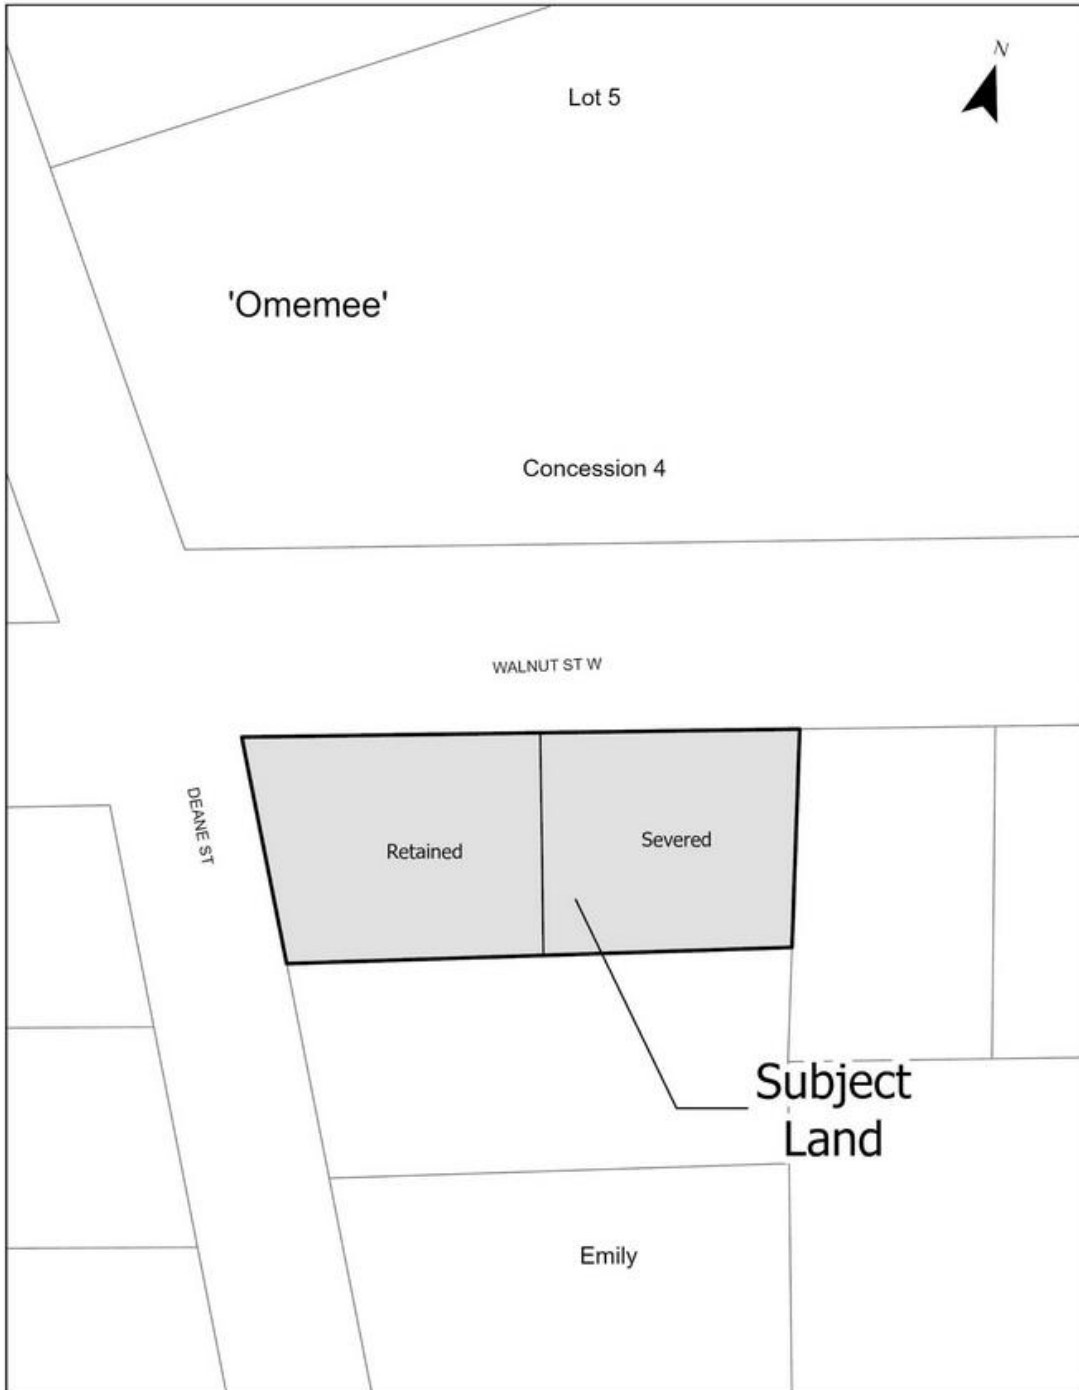 N
Lot 5
'Omemee'
Concession 4
WALNUT ST W
DEANE ST
Retained
Severed
Subject
Land
Emily